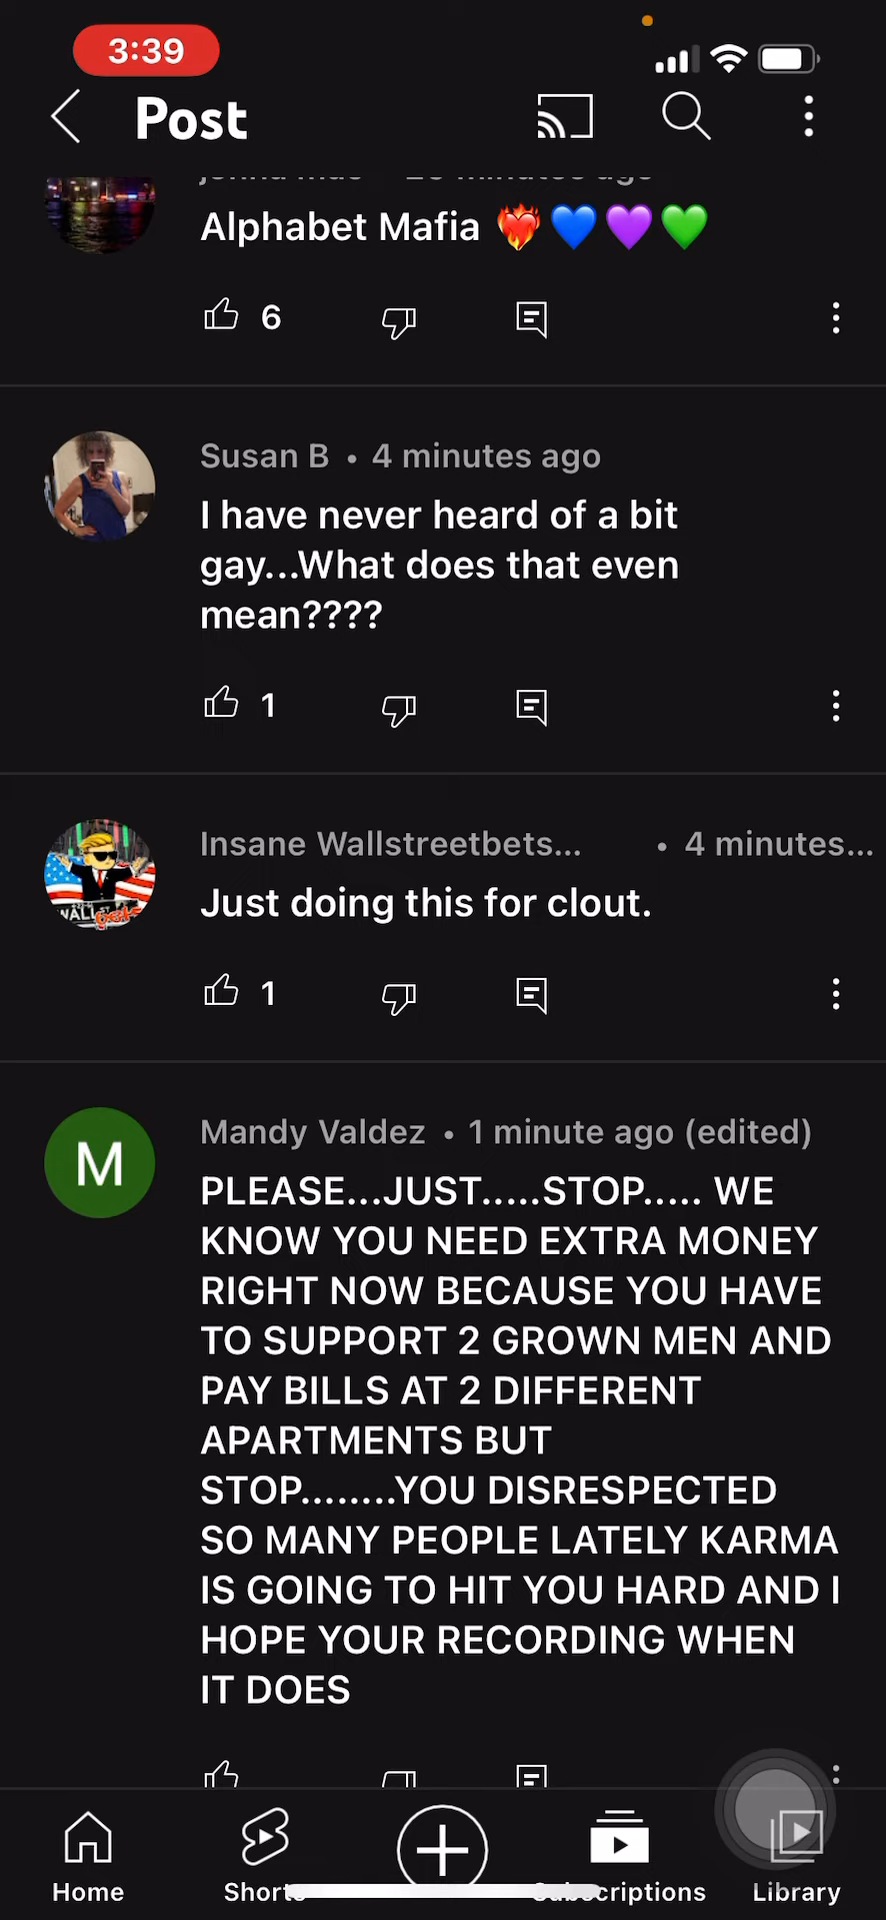 3:39
Post
Alphabet Mafia ❤️‍🔥💙💜💚
6
Susan B • 4 minutes ago
I have never heard of a bit
gay...What does that even
mean????
1
Insane Wallstreetbets... • 4 minutes...
Just doing this for clout.
1
M
Mandy Valdez • 1 minute ago (edited)
PLEASE...JUST.....STOP..... WE
KNOW YOU NEED EXTRA MONEY
RIGHT NOW BECAUSE YOU HAVE
TO SUPPORT 2 GROWN MEN AND
PAY BILLS AT 2 DIFFERENT
APARTMENTS BUT
STOP........YOU DISRESPECTED
SO MANY PEOPLE LATELY KARMA
IS GOING TO HIT YOU HARD AND I
HOPE YOUR RECORDING WHEN
IT DOES
Home Shorts Subscriptions Library